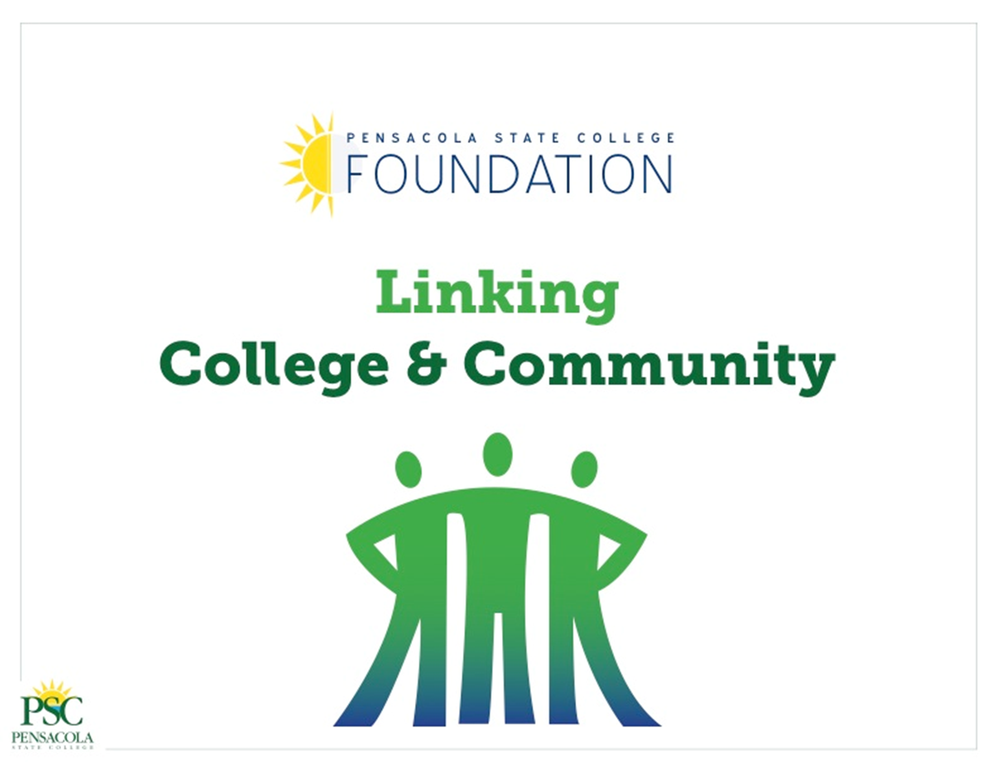 PENSACOLA STATE COLLEGE
FOUNDATION
Linking
College & Community
PSC
PENSACOLA
STATE COLLEGE